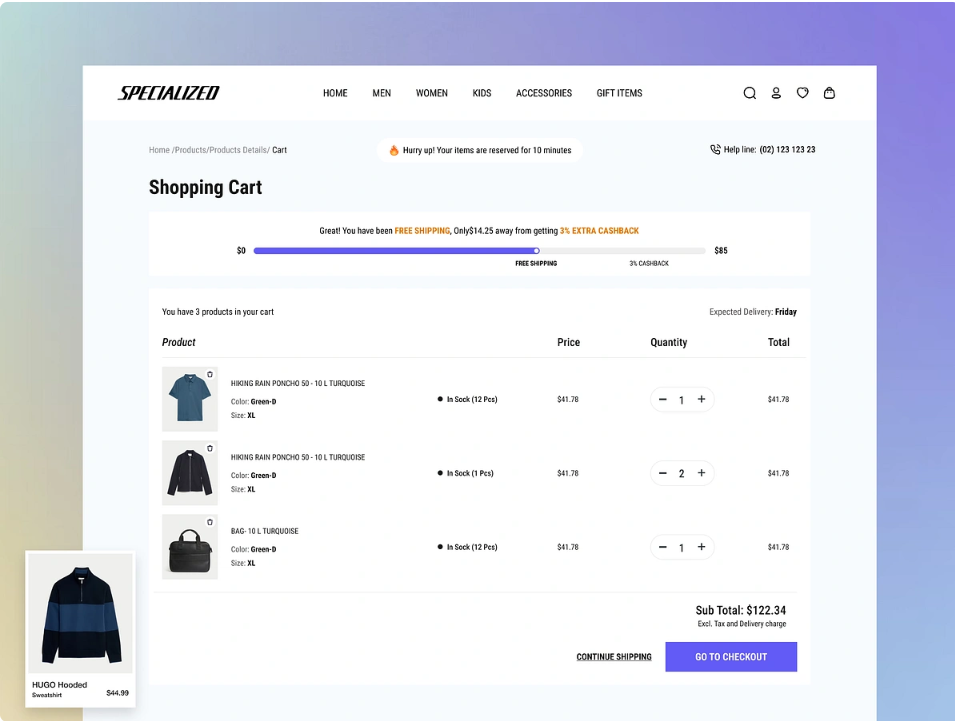 SPECIALIZED
HOME MEN WOMEN KIDS ACCESSORIES GIFT ITEMS
Home /Products/Products Details/ Cart
Hurry up! Your items are reserved for 10 minutes
Help line: (02) 123 123 23
Shopping Cart
Great! You have been FREE SHIPPING, Only$14.25 away from getting 3% EXTRA CASHBACK
$0
$85
FREE SHIPPING
3% CASHBACK
You have 3 products in your cart
Expected Delivery: Friday
Product Price Quantity Total
HIKING RAIN PONCHO 50 - 10 L TURQUOISE
Color: Green-D
Size: XL
In Sock (12 Pcs)
$41.78
1
$41.78
HIKING RAIN PONCHO 50 - 10 L TURQUOISE
Color: Green-D
Size: XL
In Sock (1 Pcs)
$41.78
2
$41.78
BAG- 10 L TURQUOISE
Color: Green-D
Size: XL
In Sock (12 Pcs)
$41.78
1
$41.78
Sub Total: $122.34
Excl. Tax and Delivery charge
CONTINUE SHIPPING
GO TO CHECKOUT
HUGO Hooded
Sweatshirt
$44.99